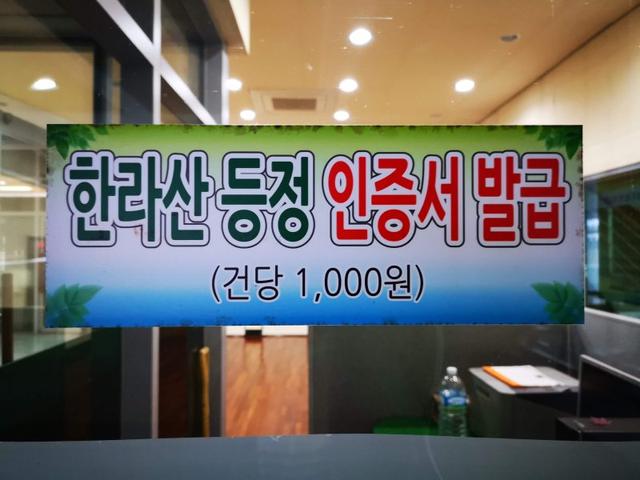 한라산 등정 인증서 발급
(건당 1,000원)